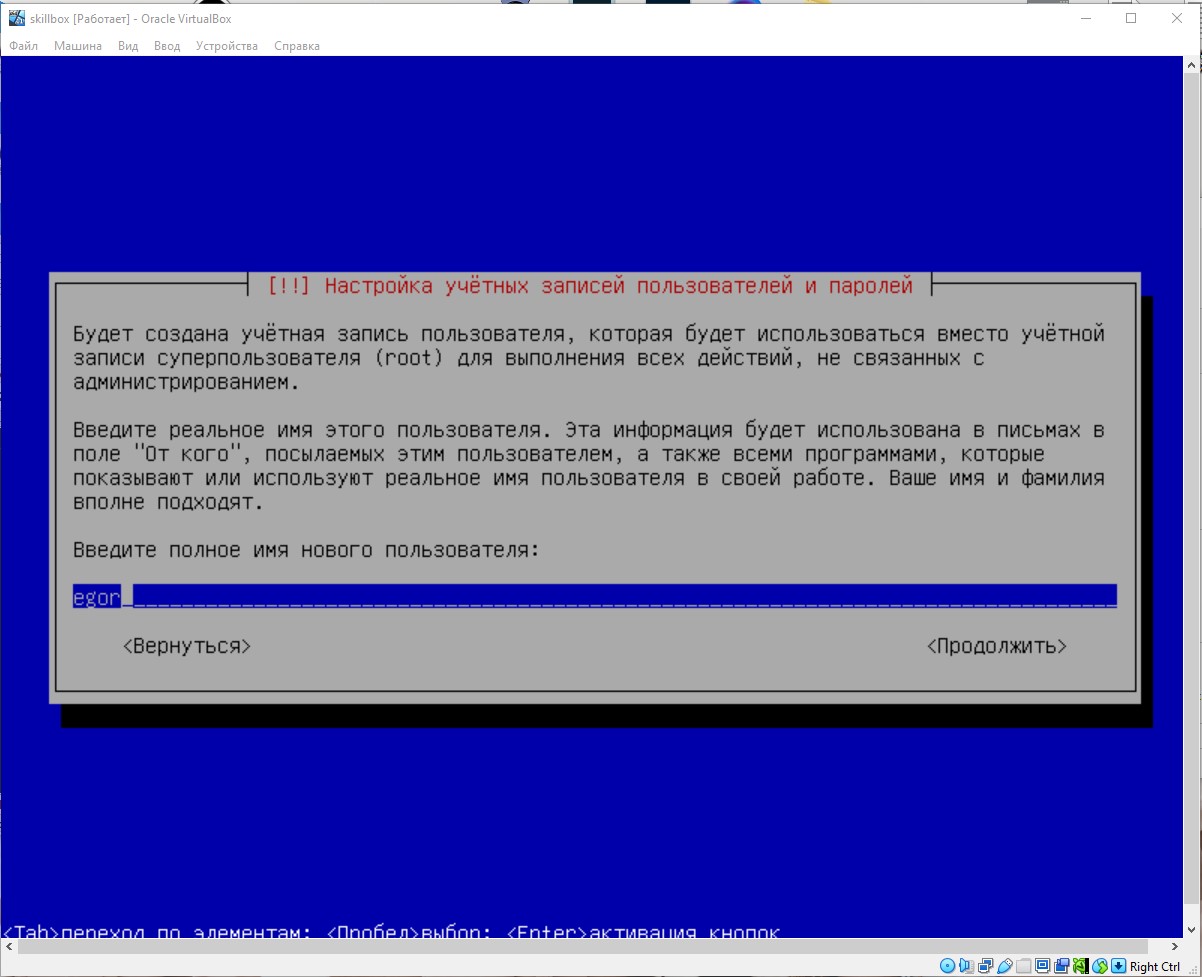 skillbox [Работает] - Oracle VirtualBox
Файл Машина Вид Ввод Устройства Справка
[!!] Настройка учётных записей пользователей и паролей
Будет создана учётная запись пользователя, которая будет использоваться вместо учётной
записи суперпользователя (root) для выполнения всех действий, не связанных с
администрированием.
Введите реальное имя этого пользователя. Эта информация будет использована в письмах в
поле "От кого", посылаемых этим пользователем, а также всеми программами, которые
показывают или используют реальное имя пользователя в своей работе. Ваше имя и фамилия
вполне подходят.
Введите полное имя нового пользователя:
egor
<Вернуться> <Продолжить>
<Tab>переход по элементам; <Пробел>выбор; <Enter>активация кнопок
Right Ctrl